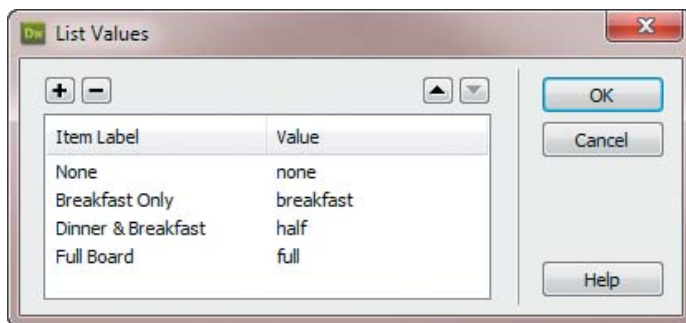 Dw List Values
OK
Item Label Value
Cancel
None none
Breakfast Only breakfast
Dinner & Breakfast half
Full Board full
Help